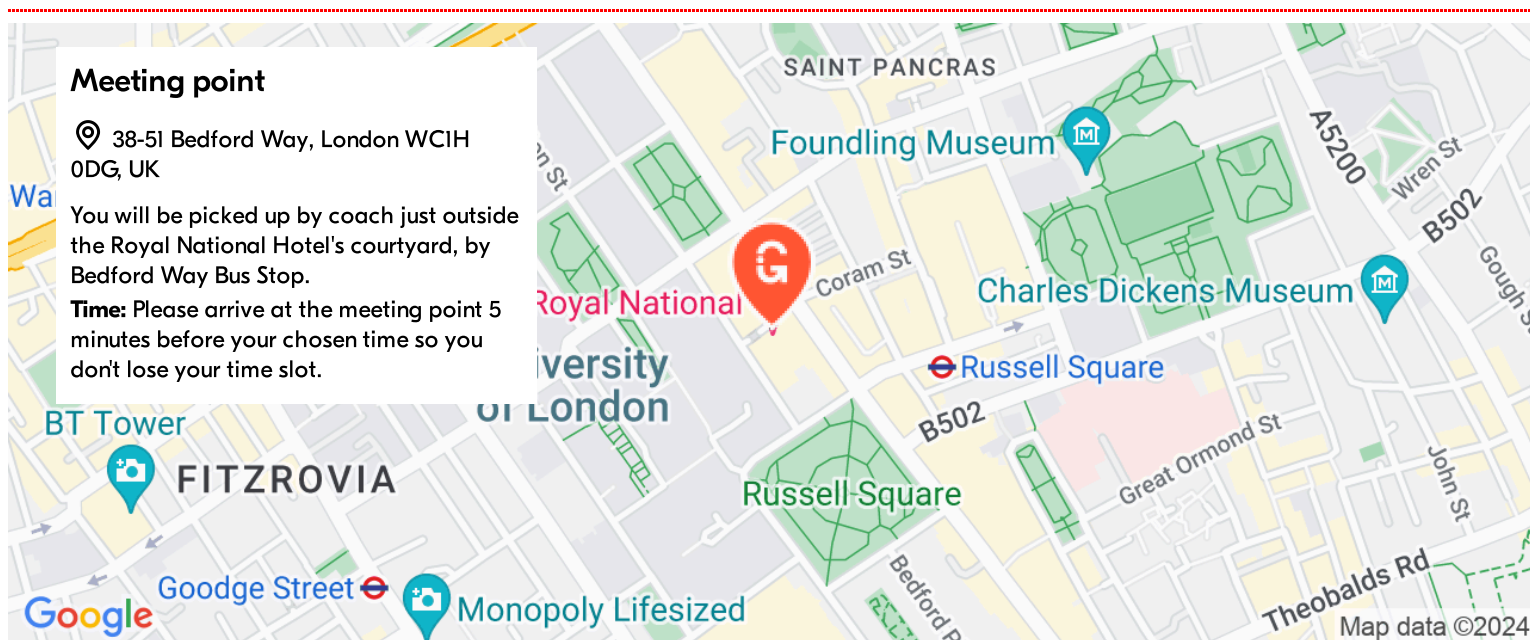 Meeting point
38-51 Bedford Way, London WC1H
0DG, UK
You will be picked up by coach just outside
the Royal National Hotel's courtyard, by
Bedford Way Bus Stop.
Time: Please arrive at the meeting point 5
minutes before your chosen time so you
don't lose your time slot.
SAINT PANCRAS
Foundling Museum
A5200
Wren St
B502
Gough S
G
Coram St
Royal National
Charles Dickens Museum
of London
Russell Square
B502
BT Tower
FITZROVIA
Russell Square
Great Ormond St
John St
Goodge Street
Monopoly Lifesized
Bedford
Theobalds Rd
Google
Map data ©2024